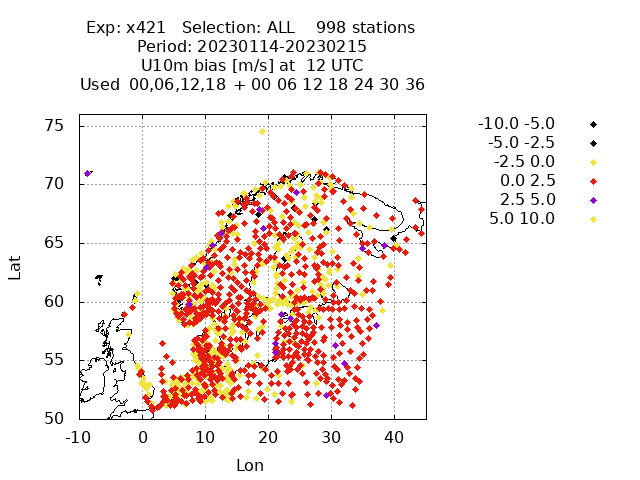 Exp: x421   Selection: ALL    998 stations
Period: 20230114-20230215
U10m bias [m/s] at  12 UTC
Used  00,06,12,18  + 00 06 12 18 24 30 36
-10.0 -5.0
-5.0 -2.5
-2.5 0.0
0.0 2.5
2.5 5.0
5.0 10.0
75
70
65
60
55
50
Lat
-10 0 10 20 30 40
Lon